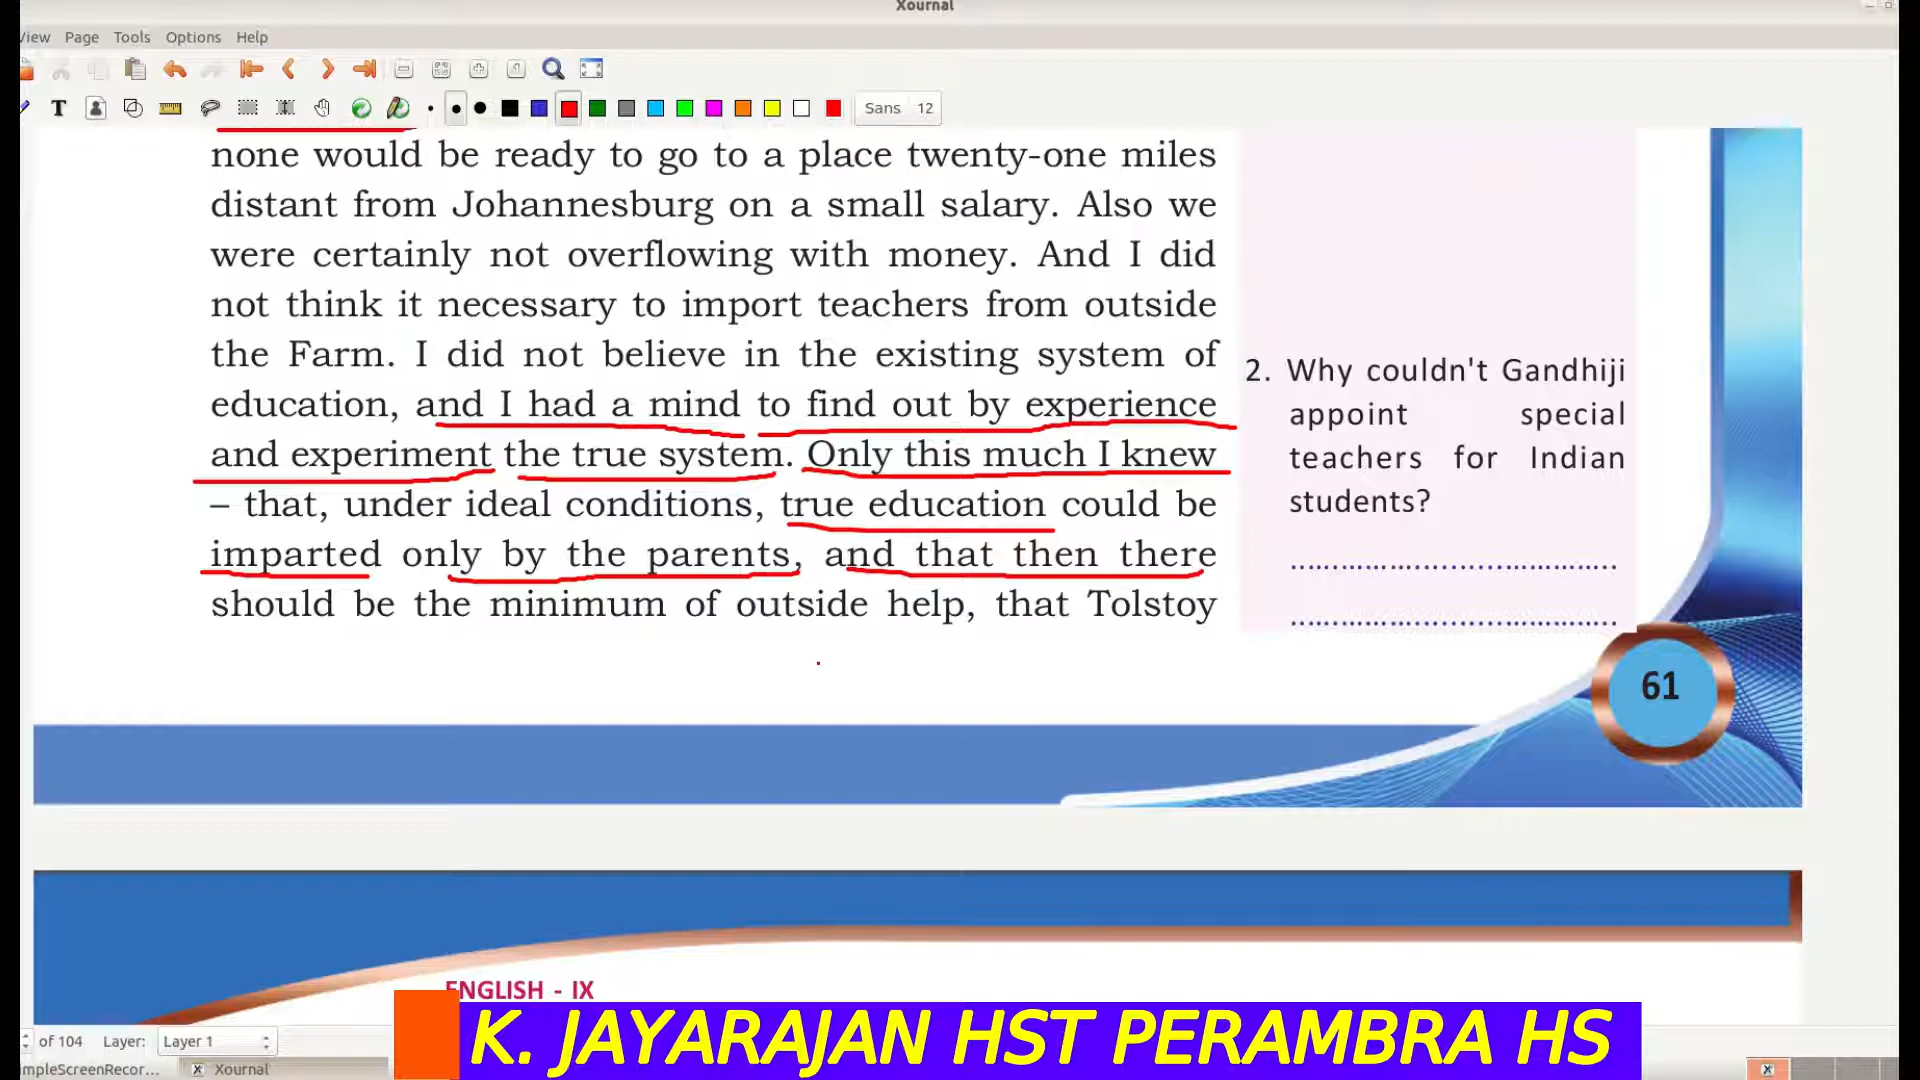 Xournal
View Page Tools Options Help
T Sans 12
none would be ready to go to a place twenty-one miles
distant from Johannesburg on a small salary. Also we
were certainly not overflowing with money. And I did
not think it necessary to import teachers from outside
the Farm. I did not believe in the existing system of
education, and I had a mind to find out by experience
and experiment the true system. Only this much I knew
– that, under ideal conditions, true education could be
imparted only by the parents, and that then there
should be the minimum of outside help, that Tolstoy
2. Why couldn't Gandhiji
appoint special
teachers for Indian
students?
61
ENGLISH - IX
K. JAYARAJAN HST PERAMBRA HS
of 104 Layer: Layer 1
mpleScreenRecor... Xournal